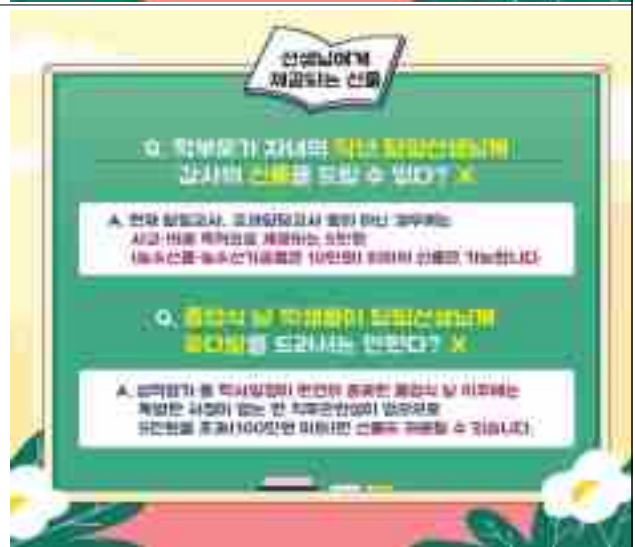 선생님에게
제공되는 선물
Q. 학부모가 자녀의 작년 담임선생님께
감사의 선물을 드릴 수 있다? X
A. 현재 담임교사, 교과담당교사 등이 아닌 경우에는
사교·의례 목적으로 제공하는 5만원
(농수산물·농수산가공품은 10만원) 이하의 선물은 가능합니다.
Q. 졸업식 날 학생들이 담임선생님께
꽃다발을 드려서는 안된다? X
A. 성적평가 등 학사일정이 완전히 종료한 졸업식 날 이후에는
특별한 사정이 없는 한 직무관련성이 없으므로
5만원을 초과(100만원 이하)한 선물도 허용될 수 있습니다.